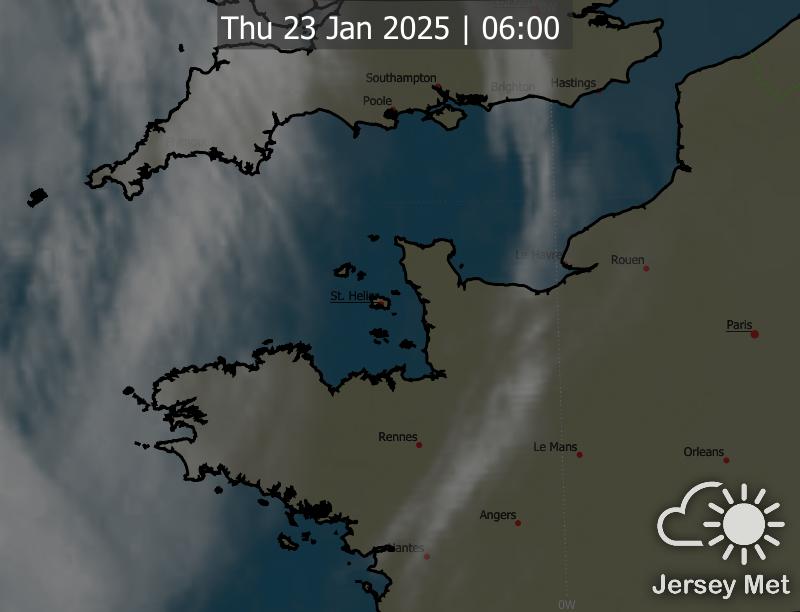 Thu 23 Jan 2025 | 06:00
Southampton
Brighton
Hastings
Poole
Le Havre
Rouen
St. Helier
Paris
Rennes
Le Mans
Orleans
Angers
Nantes
0W
Jersey Met